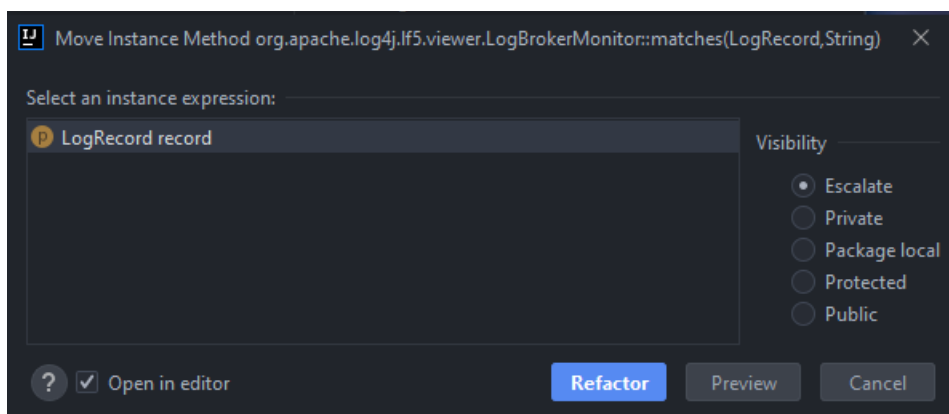 IJ Move Instance Method org.apache.log4j.lf5.viewer.LogBrokerMonitor::matches(LogRecord,String)
Select an instance expression:
p LogRecord record
Visibility
Escalate
Private
Package local
Protected
Public
? Open in editor
Refactor
Preview
Cancel